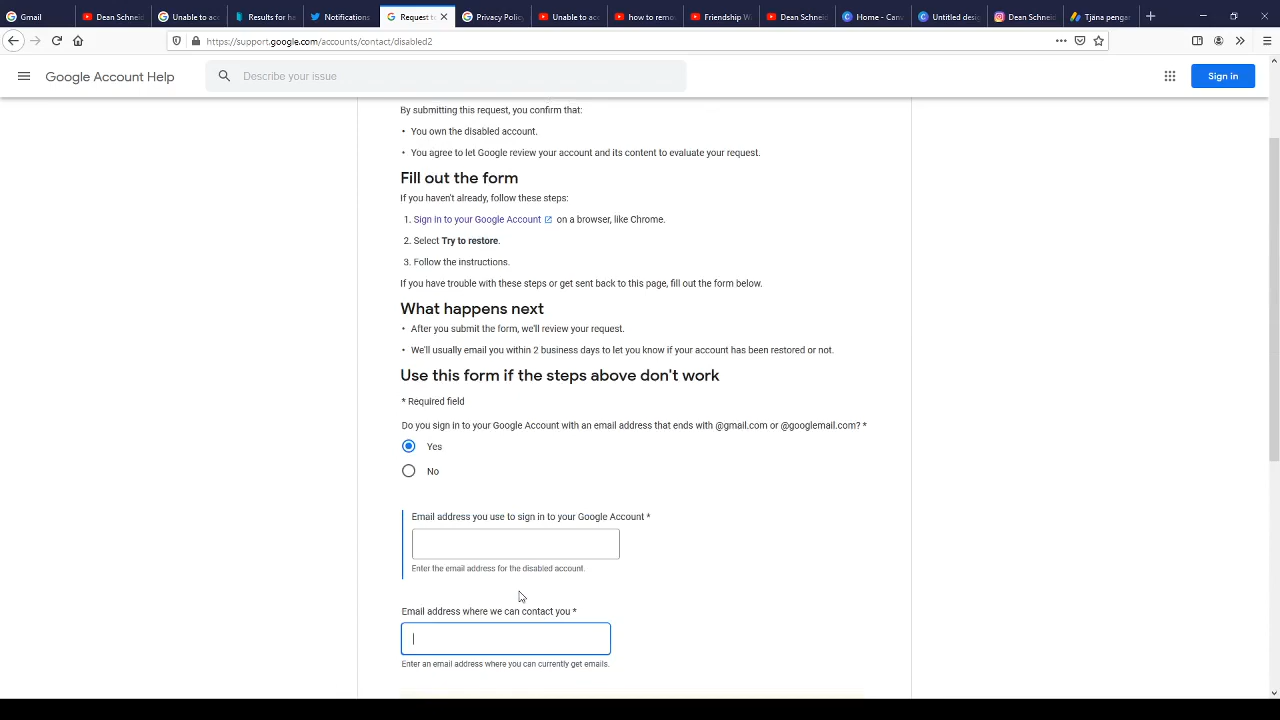 Gmail
Dean Schneid
Unable to acc
Results for ha
Notifications
Request t
Privacy Policy
Unable to acc
how to remo
Friendship W
Dean Schneid
Home - Canv
Untitled desig
Dean Schneid
Tjäna pengar
https://support.google.com/accounts/contact/disabled2
Google Account Help
Describe your issue
Sign in
By submitting this request, you confirm that:
• You own the disabled account.
• You agree to let Google review your account and its content to evaluate your request.
Fill out the form
If you haven't already, follow these steps:
1. Sign in to your Google Account on a browser, like Chrome.
2. Select Try to restore.
3. Follow the instructions.
If you have trouble with these steps or get sent back to this page, fill out the form below.
What happens next
• After you submit the form, we'll review your request.
• We'll usually email you within 2 business days to let you know if your account has been restored or not.
Use this form if the steps above don't work
* Required field
Do you sign in to your Google Account with an email address that ends with @gmail.com or @googlemail.com? *
Yes
No
Email address you use to sign in to your Google Account *
Enter the email address for the disabled account.
Email address where we can contact you *
Enter an email address where you can currently get emails.